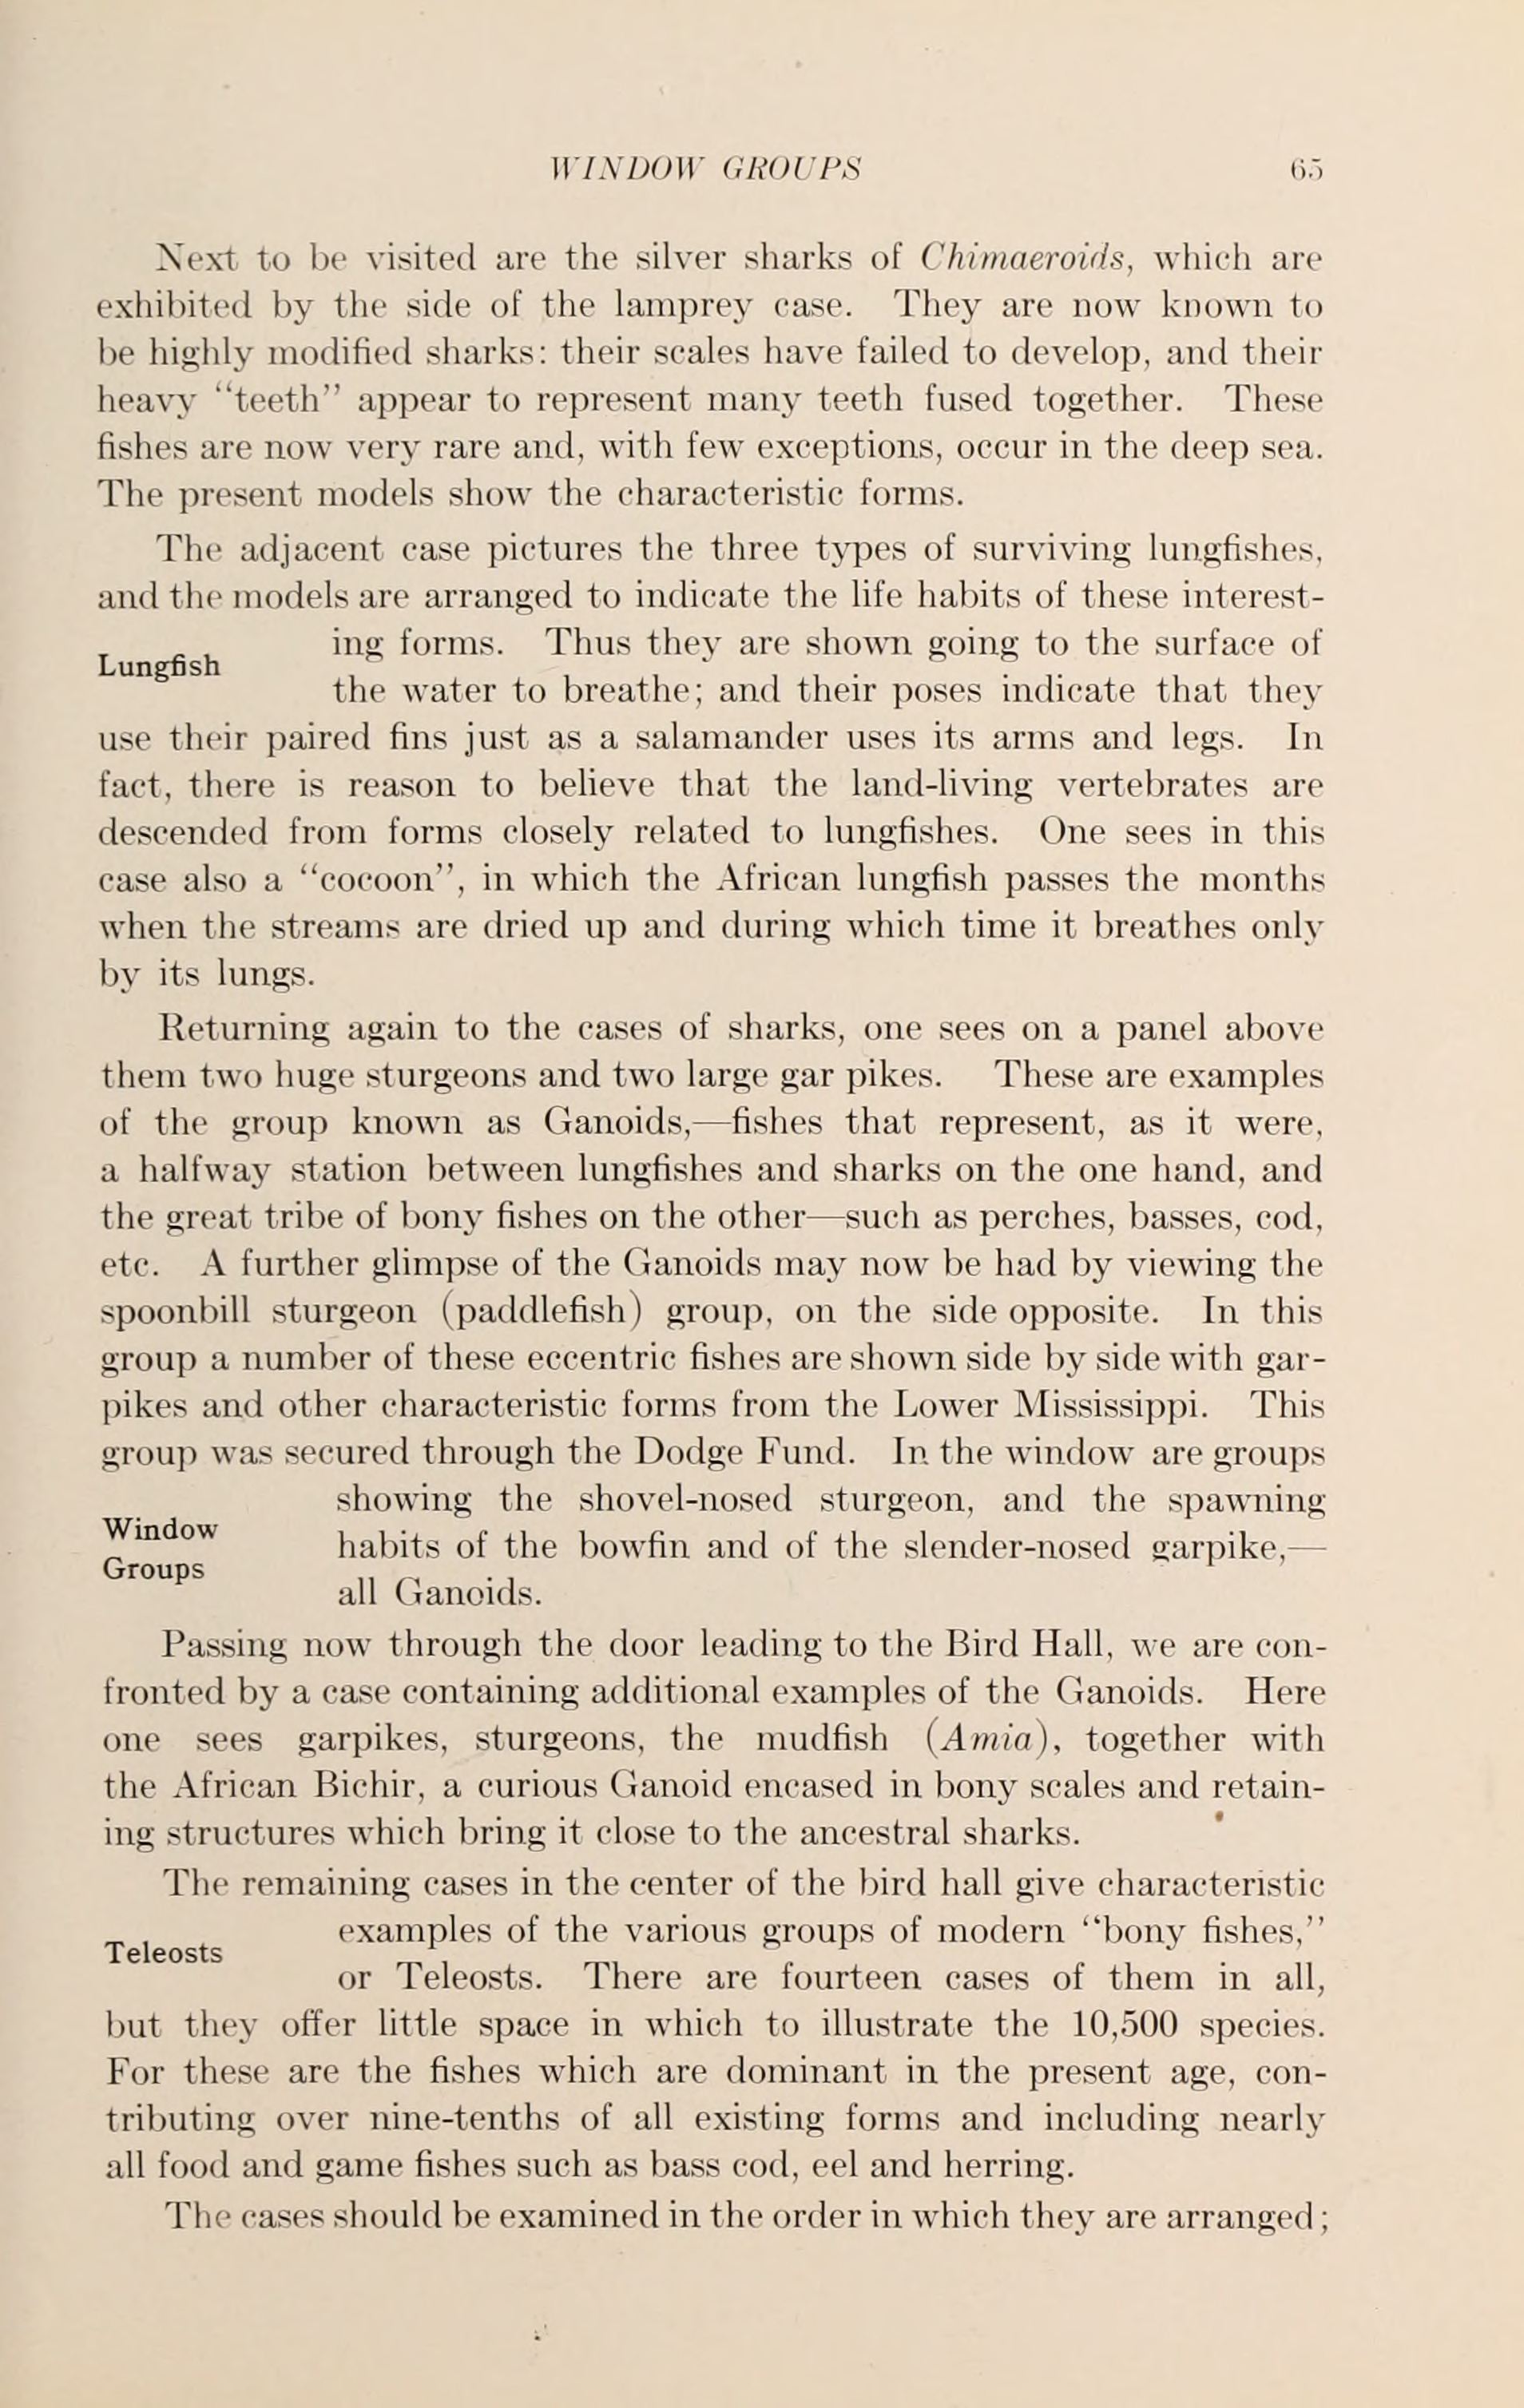 WINDOW GROUPS 65
Next to be visited are the silver sharks of Chimaeroids, which are
exhibited by the side of the lamprey case. They are now known to
be highly modified sharks: their scales have failed to develop, and their
heavy “teeth” appear to represent many teeth fused together. These
fishes are now very rare and, with few exceptions, occur in the deep sea.
The present models show the characteristic forms.
The adjacent case pictures the three types of surviving lungfishes,
and the models are arranged to indicate the life habits of these interest-
Lungfish
ing forms. Thus they are shown going to the surface of
the water to breathe; and their poses indicate that they
use their paired fins just as a salamander uses its arms and legs. In
fact, there is reason to believe that the land-living vertebrates are
descended from forms closely related to lungfishes. One sees in this
case also a “cocoon”, in which the African lungfish passes the months
when the streams are dried up and during which time it breathes only
by its lungs.
Returning again to the cases of sharks, one sees on a panel above
them two huge sturgeons and two large gar pikes. These are examples
of the group known as Ganoids,—fishes that represent, as it were,
a halfway station between lungfishes and sharks on the one hand, and
the great tribe of bony fishes on the other—such as perches, basses, cod,
etc. A further glimpse of the Ganoids may now be had by viewing the
spoonbill sturgeon (paddlefish) group, on the side opposite. In this
group a number of these eccentric fishes are shown side by side with gar-
pikes and other characteristic forms from the Lower Mississippi. This
group was secured through the Dodge Fund. In the window are groups
Window
Groups
showing the shovel-nosed sturgeon, and the spawning
habits of the bowfin and of the slender-nosed garpike,—
all Ganoids.
Passing now through the door leading to the Bird Hall, we are con-
fronted by a case containing additional examples of the Ganoids. Here
one sees garpikes, sturgeons, the mudfish (Amia), together with
the African Bichir, a curious Ganoid encased in bony scales and retain-
ing structures which bring it close to the ancestral sharks.
The remaining cases in the center of the bird hall give characteristic
Teleosts
examples of the various groups of modern “bony fishes,”
or Teleosts. There are fourteen cases of them in all,
but they offer little space in which to illustrate the 10,500 species.
For these are the fishes which are dominant in the present age, con-
tributing over nine-tenths of all existing forms and including nearly
all food and game fishes such as bass cod, eel and herring.
The cases should be examined in the order in which they are arranged;